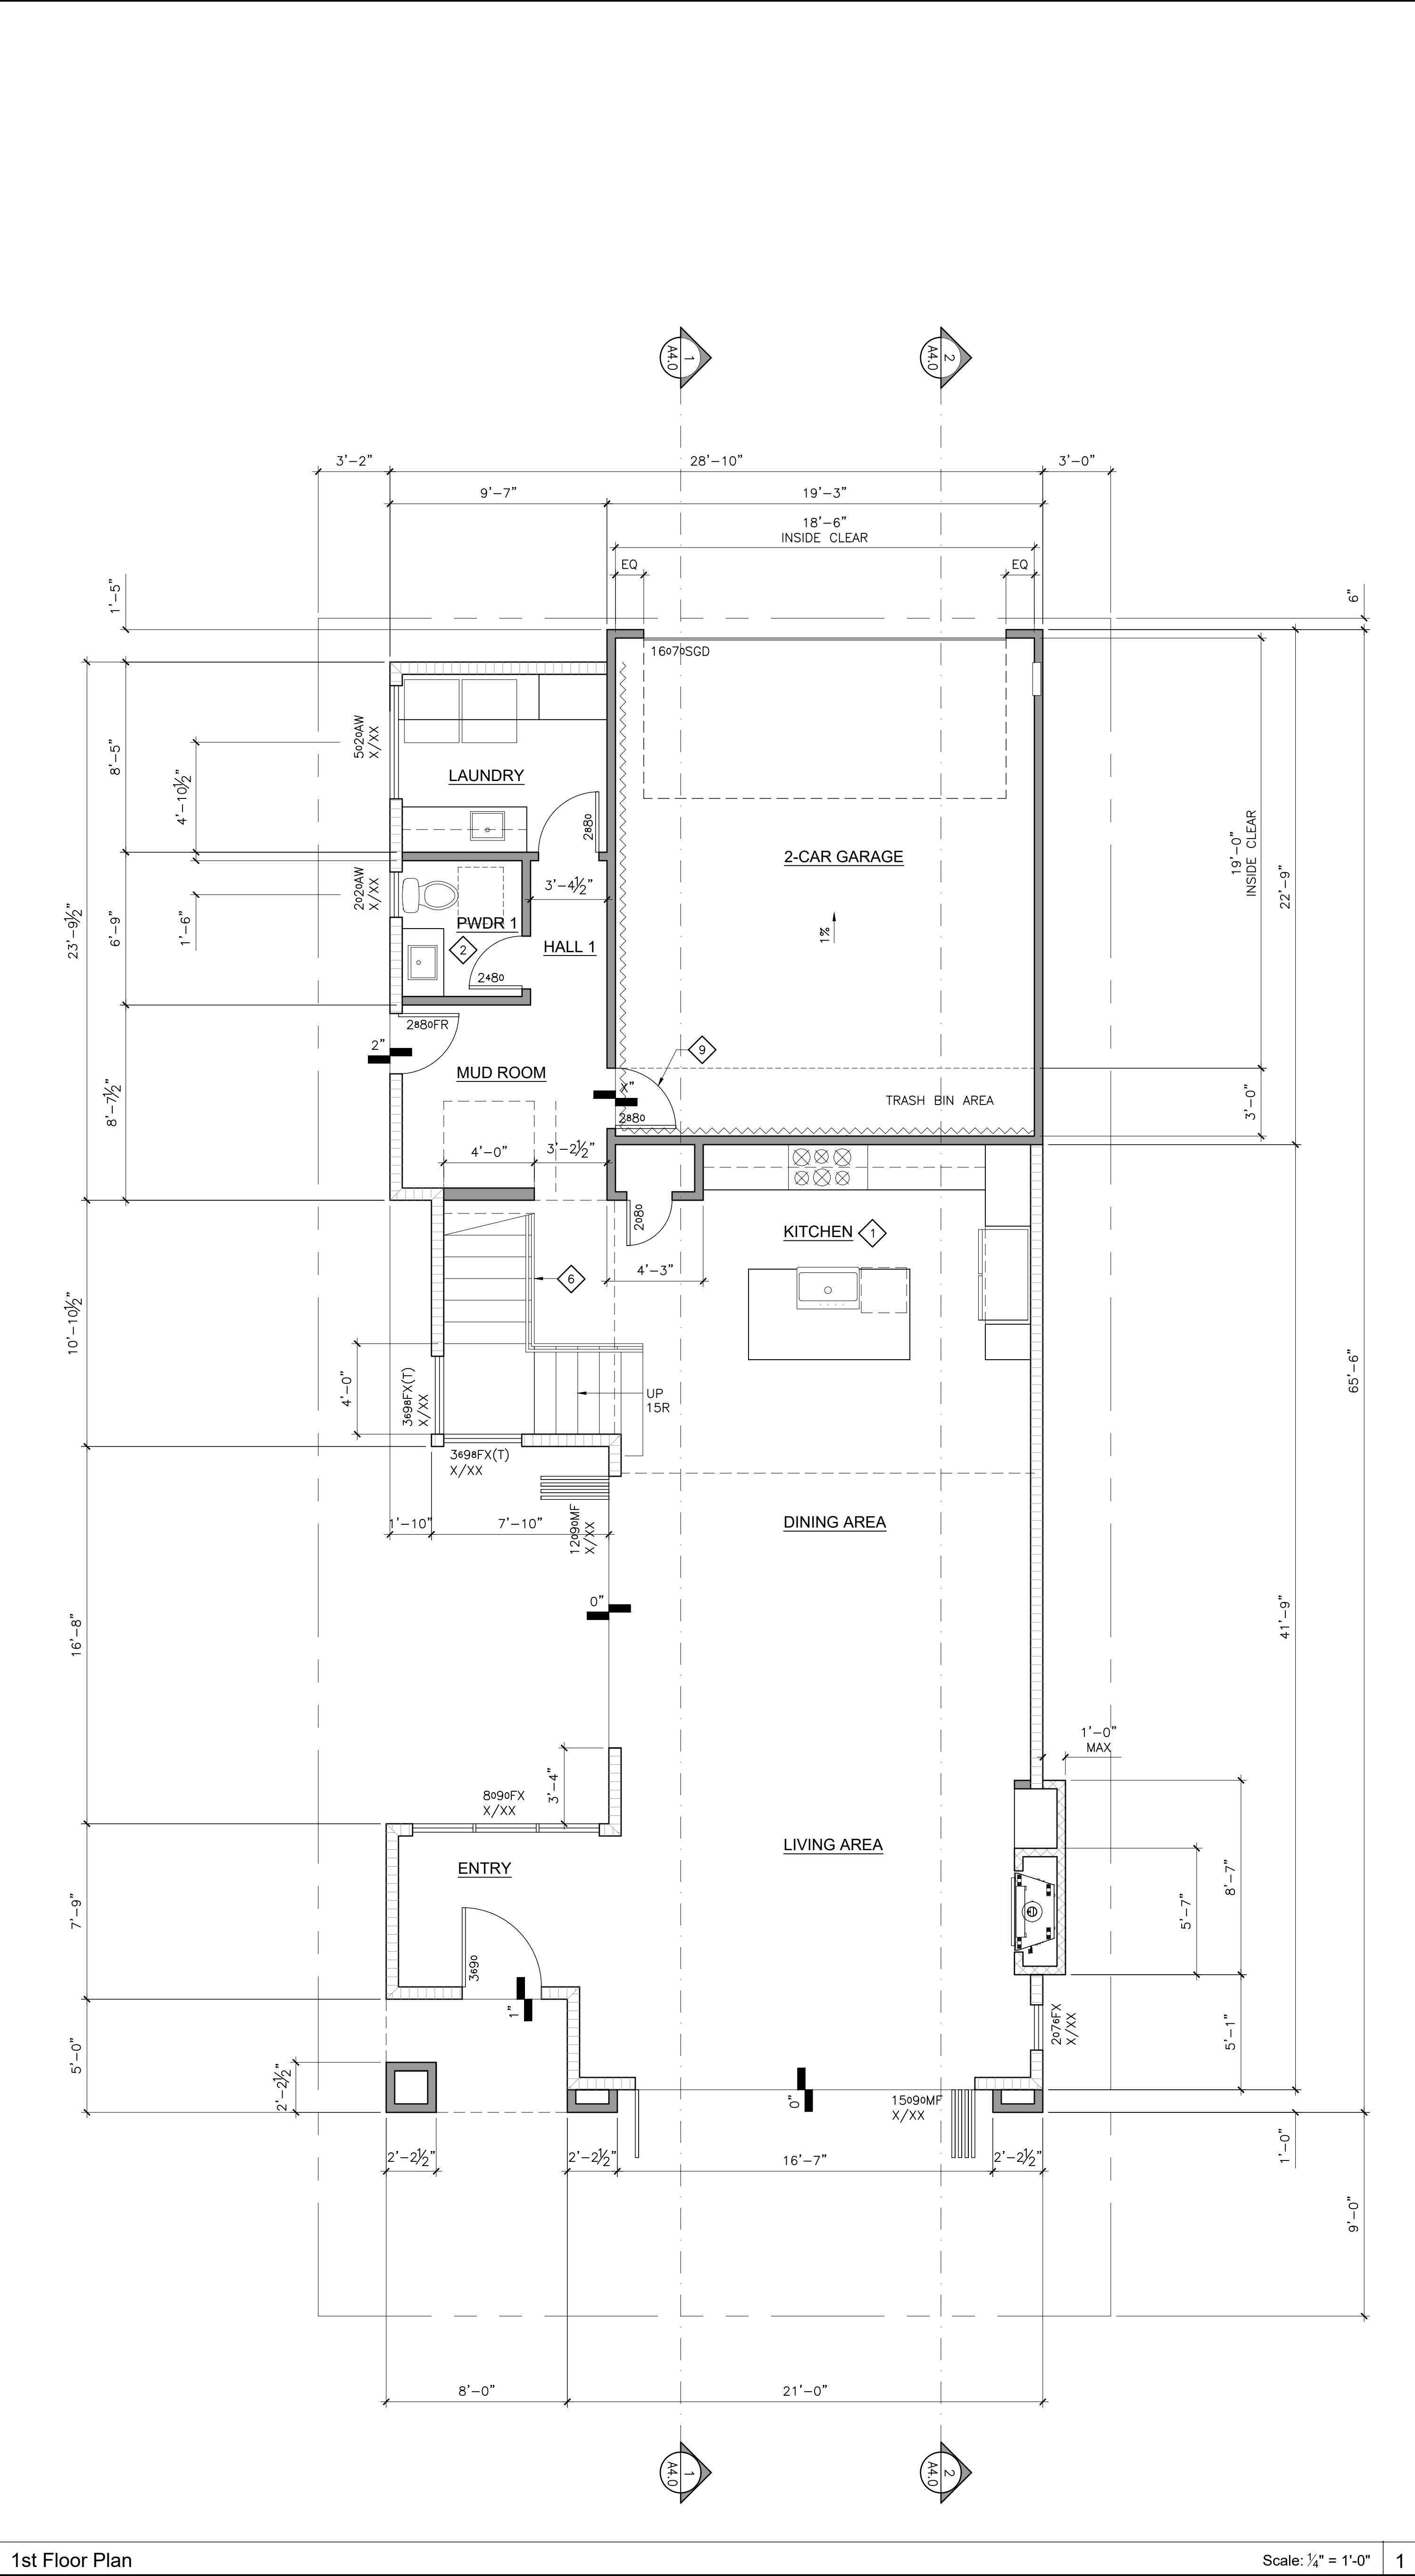 1
A4.0
2
A4.0
3'-2"
28'-10"
3'-0"
9'-7"
19'-3"
18'-6"
INSIDE CLEAR
EQ
EQ
1'-5"
6"
16070SGD
5020AW
X/XX
8'-5"
4'-10½"
LAUNDRY
2880
2-CAR GARAGE
19'-0"
INSIDE CLEAR
22'-9"
2020AW
X/XX
3'-4½"
PWDR 1
2
HALL 1
1%
23'-9½"
6'-9"
1'-6"
2480
2880FR
2"
9
MUD ROOM
X"
2880
TRASH BIN AREA
8'-7½"
3'-0"
4'-0"
3'-2½"
2080
KITCHEN
1
4'-3"
6
10'-10½"
4'-0"
3698FX(T)
X/XX
UP
15R
65'-6"
3698FX(T)
X/XX
1'-10"
7'-10"
12090MF
X/XX
DINING AREA
0"
16'-8"
41'-9"
1'-0"
MAX
3'-4"
8090FX
X/XX
LIVING AREA
ENTRY
5'-7"
8'-7"
7'-9"
3690
1"
2076FX
X/XX
5'-1"
5'-0"
2'-2½"
0"
15090MF
X/XX
1'-0"
2'-2½"
2'-2½"
16'-7"
2'-2½"
9'-0"
8'-0"
21'-0"
1
A4.0
2
A4.0
1st Floor Plan
Scale: ¼" = 1'-0"
1